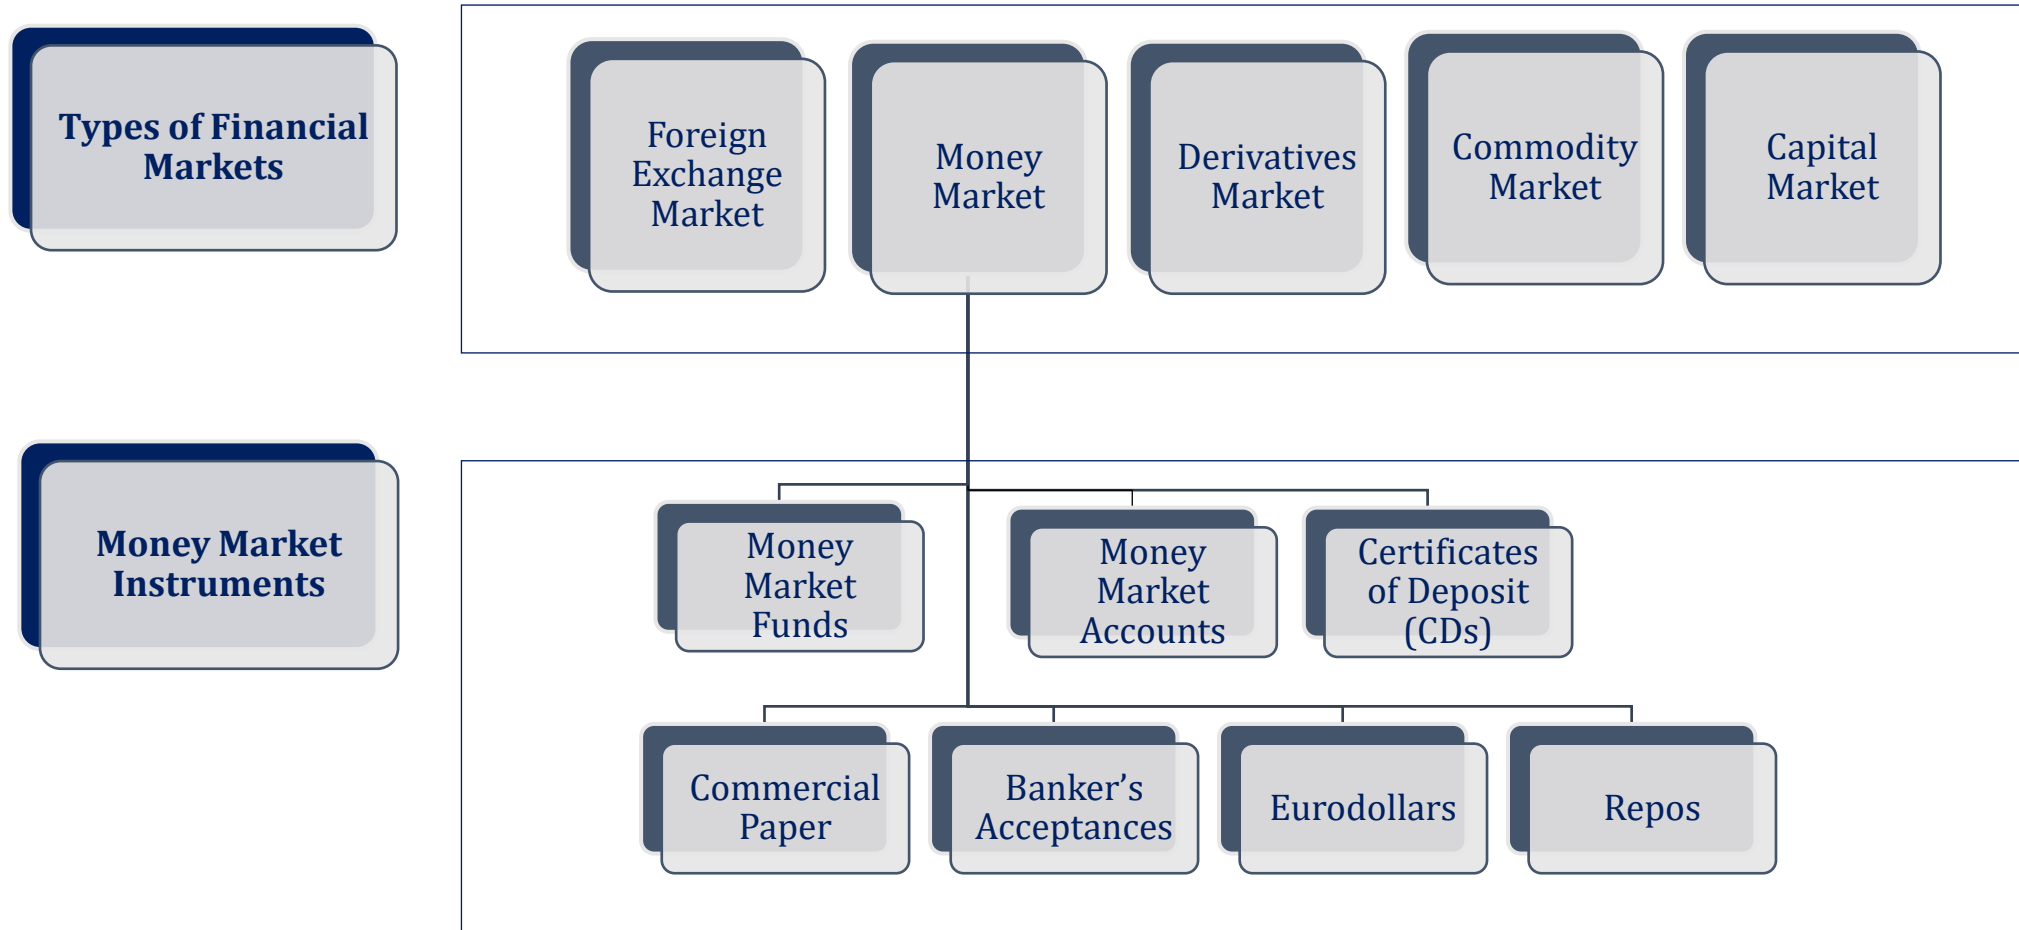 Types of Financial
Markets
Foreign
Exchange
Market
Money
Market
Derivatives
Market
Commodity
Market
Capital
Market
Money Market
Instruments
Money
Market
Funds
Money
Market
Accounts
Certificates
of Deposit
(CDs)
Commercial
Paper
Banker’s
Acceptances
Eurodollars
Repos